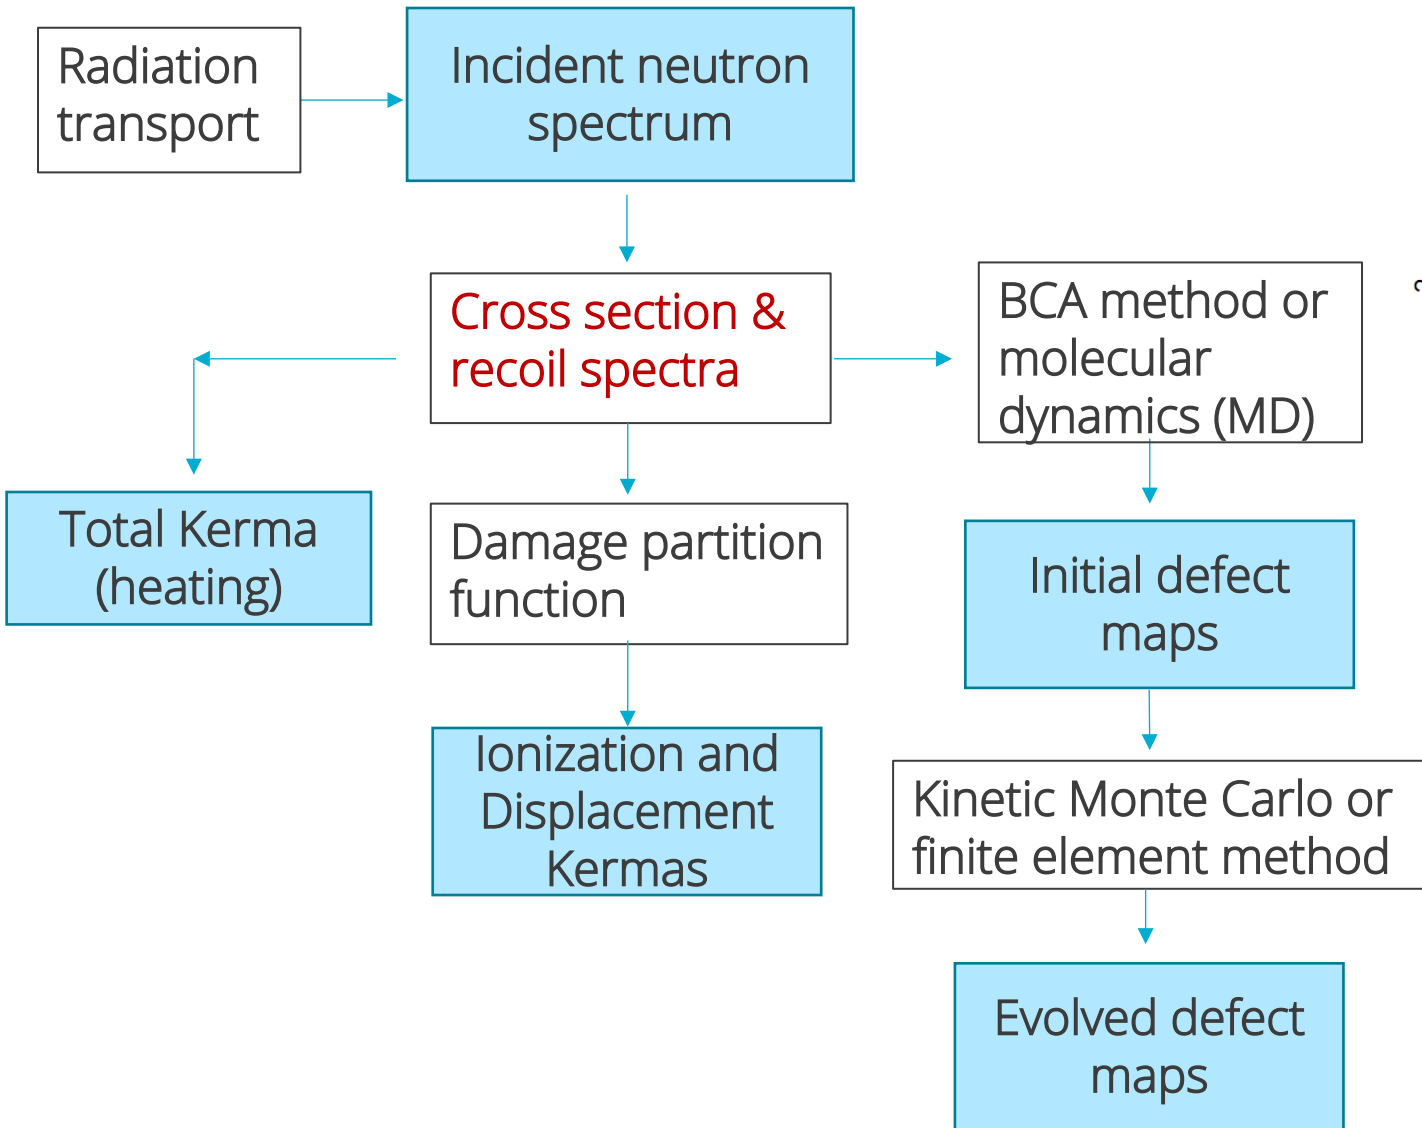 Radiation
transport
Incident neutron
spectrum
Cross section &
recoil spectra
BCA method or
molecular
dynamics (MD)
Total Kerma
(heating)
Damage partition
function
Initial defect
maps
Ionization and
Displacement
Kermas
Kinetic Monte Carlo or
finite element method
Evolved defect
maps